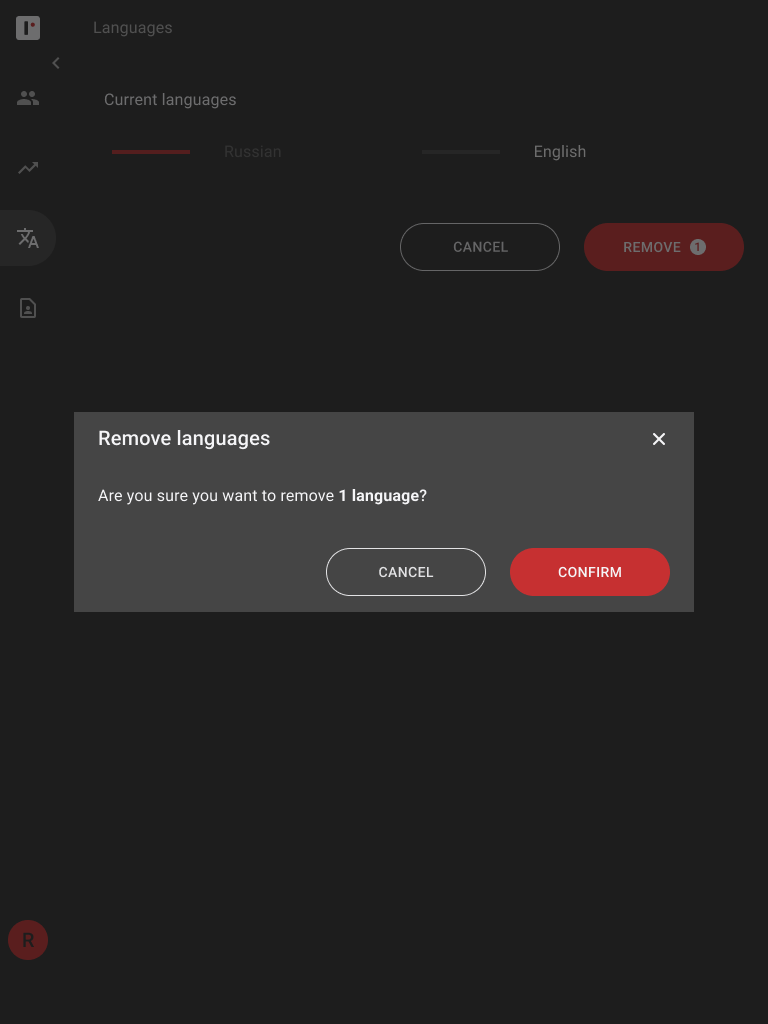 Languages
Current languages
Russian
English
CANCEL
REMOVE 1
Remove languages
Are you sure you want to remove 1 language?
CANCEL
CONFIRM
R